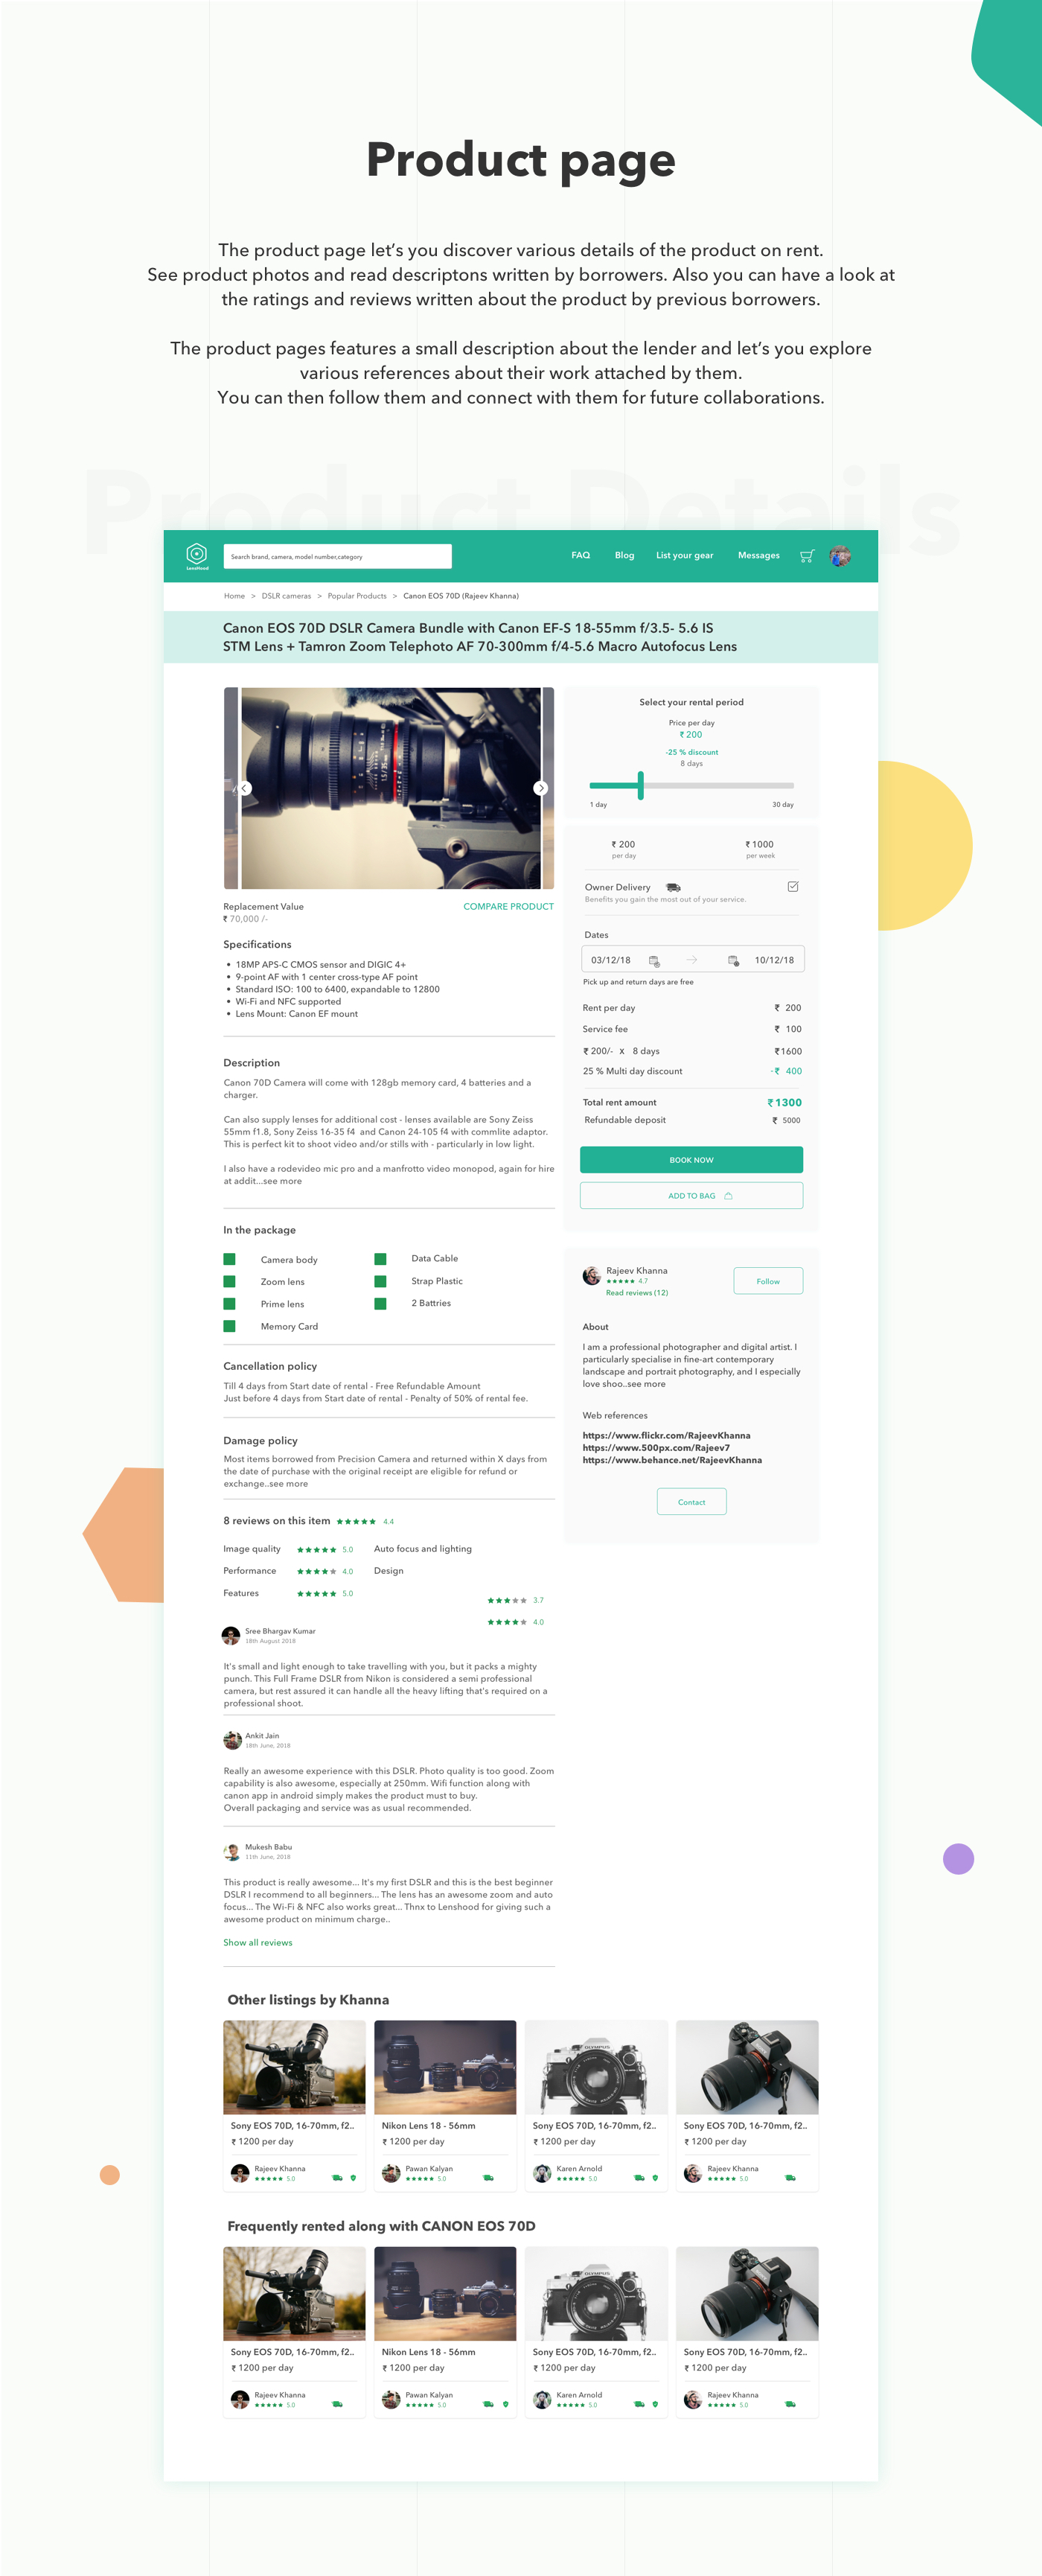 Product page
The product page let's you discover various details of the product on rent.
See product photos and read descriptons written by borrowers. Also you can have a look at
the ratings and reviews written about the product by previous borrowers.
The product pages features a small description about the lender and let's you explore
various references about their work attached by them.
You can then follow them and connect with them for future collaborations.
Product Details
LensHood
Search brand, camera, model number,category
FAQ
Blog
List your gear
Messages
Home > DSLR cameras > Popular Products > Canon EOS 70D (Rajeev Khanna)
Canon EOS 70D DSLR Camera Bundle with Canon EF-S 18-55mm f/3.5- 5.6 IS
STM Lens + Tamron Zoom Telephoto AF 70-300mm f/4-5.6 Macro Autofocus Lens
Replacement Value
COMPARE PRODUCT
₹ 70,000 /-
Specifications
• 18MP APS-C CMOS sensor and DIGIC 4+
• 9-point AF with 1 center cross-type AF point
• Standard ISO: 100 to 6400, expandable to 12800
• Wi-Fi and NFC supported
• Lens Mount: Canon EF mount
Description
Canon 70D Camera will come with 128gb memory card, 4 batteries and a
charger.
Can also supply lenses for additional cost - lenses available are Sony Zeiss
55mm f1.8, Sony Zeiss 16-35 f4 and Canon 24-105 f4 with commlite adaptor.
This is perfect kit to shoot video and/or stills with - particularly in low light.
I also have a rodevideo mic pro and a manfrotto video monopod, again for hire
at addit...see more
In the package
Camera body
Data Cable
Zoom lens
Strap Plastic
Prime lens
2 Battries
Memory Card
Cancellation policy
Till 4 days from Start date of rental - Free Refundable Amount
Just before 4 days from Start date of rental - Penalty of 50% of rental fee.
Damage policy
Most items borrowed from Precision Camera and returned within X days from
the date of purchase with the original receipt are eligible for refund or
exchange..see more
8 reviews on this item 4.4
Image quality 5.0 Auto focus and lighting
Performance 4.0 Design
Features 5.0
3.7
4.0
Sree Bhargav Kumar
18th August 2018
It's small and light enough to take travelling with you, but it packs a mighty
punch. This Full Frame DSLR from Nikon is considered a semi professional
camera, but rest assured it can handle all the heavy lifting that's required on a
professional shoot.
Ankit Jain
18th June, 2018
Really an awesome experience with this DSLR. Photo quality is too good. Zoom
capability is also awesome, especially at 250mm. Wifi function along with
canon app in android simply makes the product must to buy.
Overall packaging and service was as usual recommended.
Mukesh Babu
11th June, 2018
This product is really awesome... It's my first DSLR and this is the best beginner
DSLR I recommend to all beginners... The lens has an awesome zoom and auto
focus... The Wi-Fi & NFC also works great... Thnx to Lenshood for giving such a
awesome product on minimum charge..
Show all reviews
Select your rental period
Price per day
₹ 200
-25 % discount
8 days
1 day
30 day
₹ 200
₹ 1000
per day
per week
Owner Delivery
Benefits you gain the most out of your service.
Dates
03/12/18
10/12/18
Pick up and return days are free
Rent per day ₹ 200
Service fee ₹ 100
₹ 200/- X 8 days ₹1600
25 % Multi day discount -₹ 400
Total rent amount ₹1300
Refundable deposit ₹ 5000
BOOK NOW
ADD TO BAG
Rajeev Khanna
4.7
Read reviews (12)
Follow
About
I am a professional photographer and digital artist. I
particularly specialise in fine-art contemporary
landscape and portrait photography, and I especially
love shoo..see more
Web references
https://www.flickr.com/RajeevKhanna
https://www.500px.com/Rajeev7
https://www.behance.net/RajeevKhanna
Contact
Other listings by Khanna
OLYMPUS
Sony EOS 70D, 16-70mm, f2..
₹ 1200 per day
Rajeev Khanna
5.0
Nikon Lens 18 - 56mm
₹ 1200 per day
Pawan Kalyan
5.0
Sony EOS 70D, 16-70mm, f2..
₹ 1200 per day
Karen Arnold
5.0
Sony EOS 70D, 16-70mm, f2..
₹ 1200 per day
Rajeev Khanna
5.0
Frequently rented along with CANON EOS 70D
OLYMPUS
Sony EOS 70D, 16-70mm, f2..
₹ 1200 per day
Rajeev Khanna
5.0
Nikon Lens 18 - 56mm
₹ 1200 per day
Pawan Kalyan
5.0
Sony EOS 70D, 16-70mm, f2..
₹ 1200 per day
Karen Arnold
5.0
Sony EOS 70D, 16-70mm, f2..
₹ 1200 per day
Rajeev Khanna
5.0